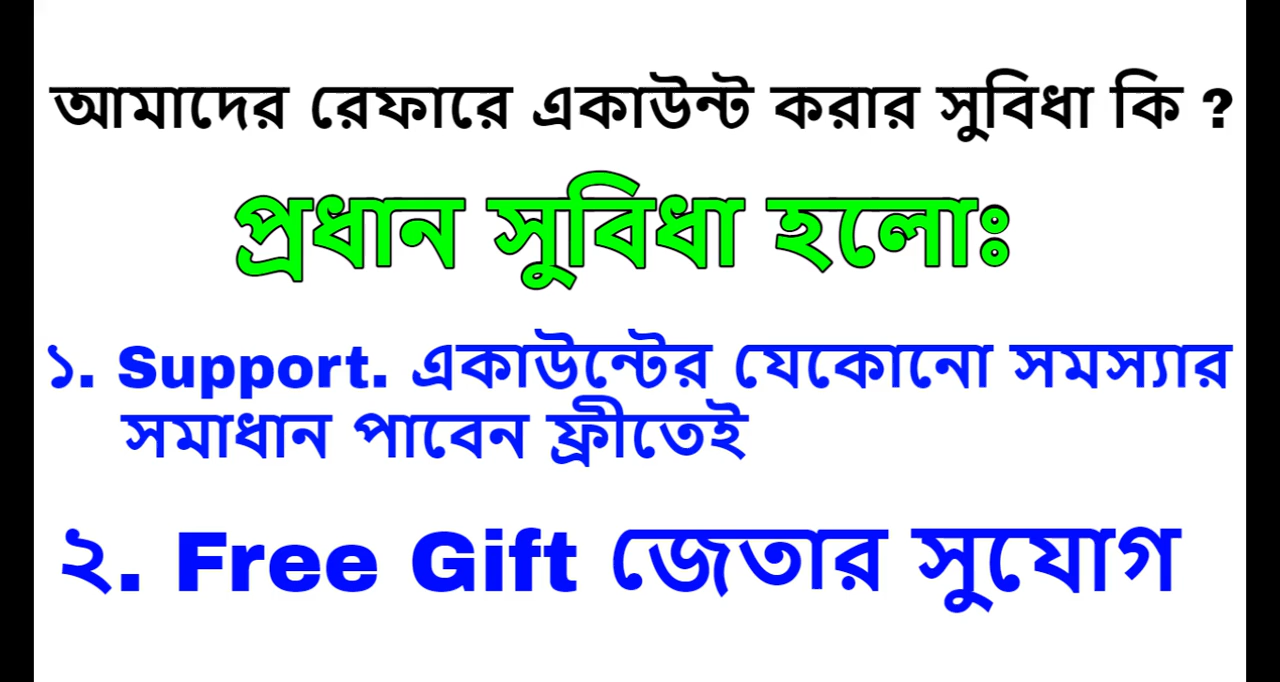 আমাদের রেফারে একাউন্ট করার সুবিধা কি ?
প্রধান সুবিধা হলোঃ
১. Support. একাউন্টের যেকোনো সমস্যার
সমাধান পাবেন ফ্রীতেই
২. Free Gift জেতার সুযোগ